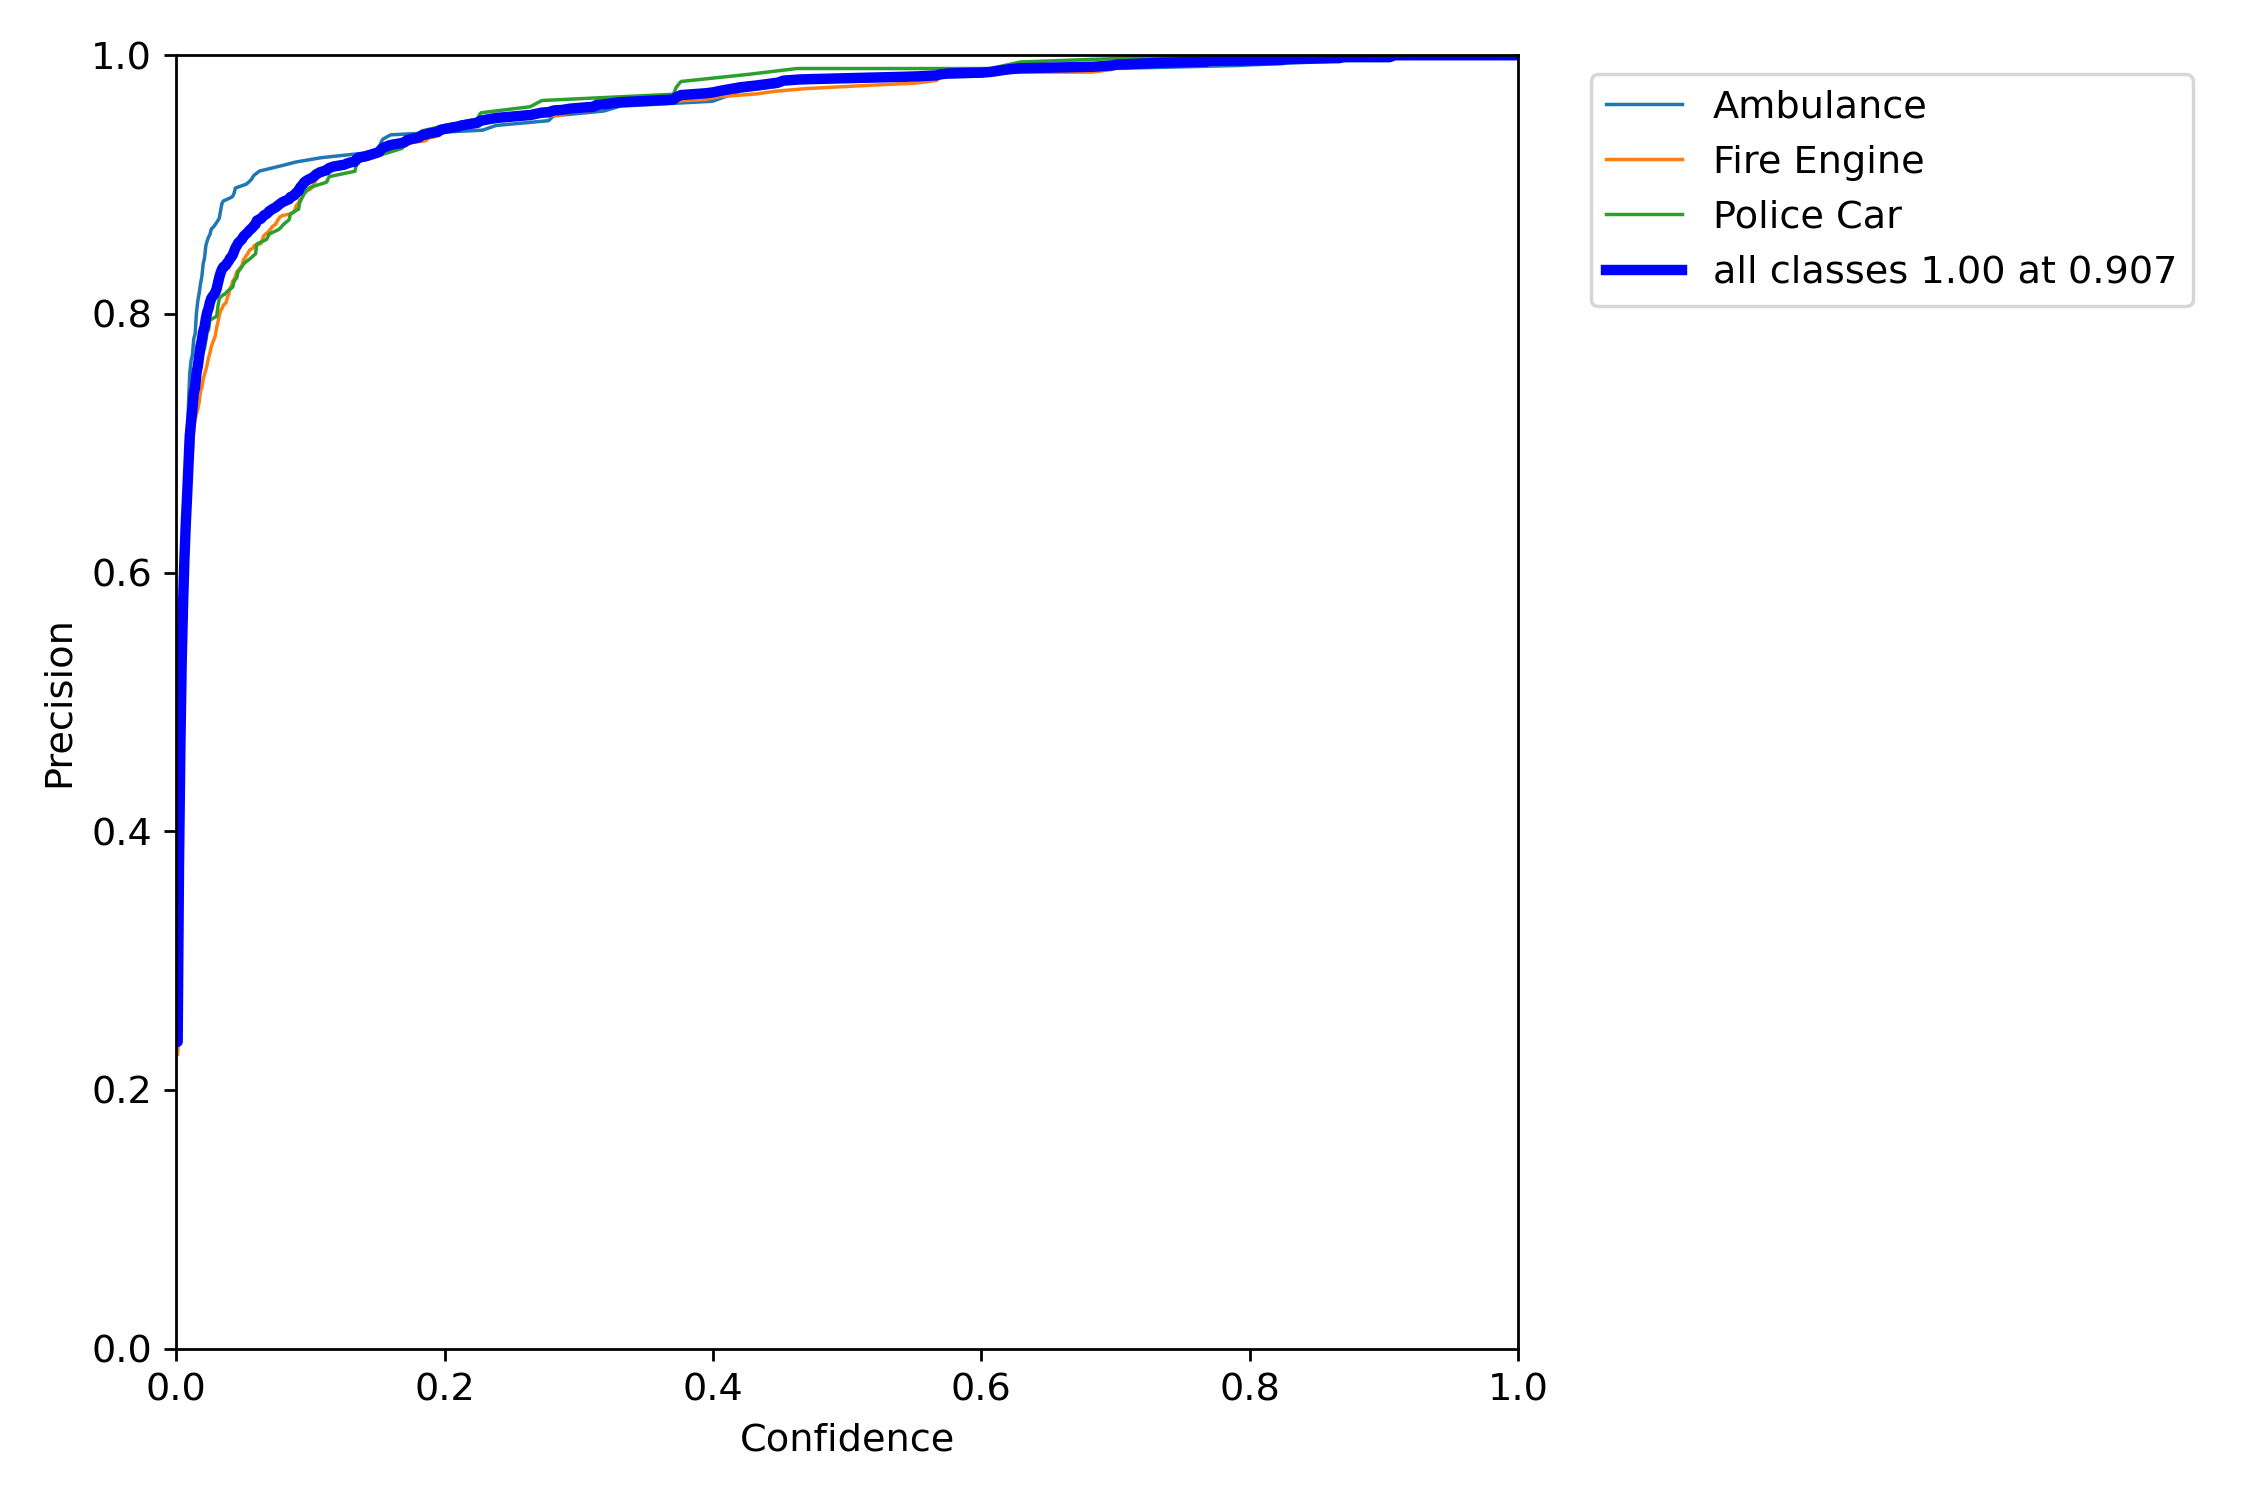 1.0
0.8
0.6
0.4
0.2
0.0
Precision
0.0 0.2 0.4 0.6 0.8 1.0
Confidence
Ambulance
Fire Engine
Police Car
all classes 1.00 at 0.907